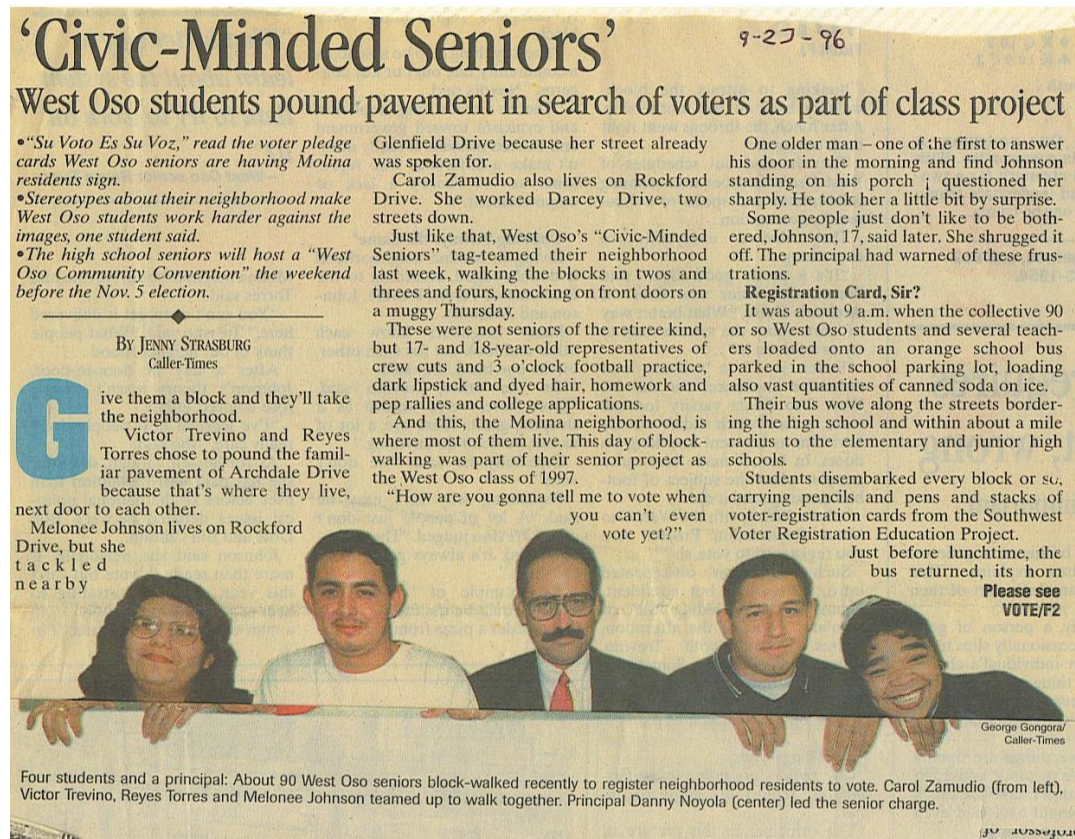 ‘Civic-Minded Seniors’
9-23-96
West Oso students pound pavement in search of voters as part of class project
•“Su Voto Es Su Voz,” read the voter pledge
cards West Oso seniors are having Molina
residents sign.
•Stereotypes about their neighborhood make
West Oso students work harder against the
images, one student said.
•The high school seniors will host a “West
Oso Community Convention” the weekend
before the Nov. 5 election.
BY JENNY STRASBURG
Caller-Times
Give them a block and they’ll take
the neighborhood.
Victor Trevino and Reyes
Torres chose to pound the famil-
iar pavement of Archdale Drive
because that’s where they live,
next door to each other.
Melonee Johnson lives on Rockford
Drive, but she
tackled
nearby
Glenfield Drive because her street already
was spoken for.
Carol Zamudio also lives on Rockford
Drive. She worked Darcey Drive, two
streets down.
Just like that, West Oso’s “Civic-Minded
Seniors” tag-teamed their neighborhood
last week, walking the blocks in twos and
threes and fours, knocking on front doors on
a muggy Thursday.
These were not seniors of the retiree kind,
but 17- and 18-year-old representatives of
crew cuts and 3 o’clock football practice,
dark lipstick and dyed hair, homework and
pep rallies and college applications.
And this, the Molina neighborhood, is
where most of them live. This day of block-
walking was part of their senior project as
the West Oso class of 1997.
“How are you gonna tell me to vote when
you can’t even
vote yet?”
One older man – one of the first to answer
his door in the morning and find Johnson
standing on his porch ¡ questioned her
sharply. He took her a little bit by surprise.
Some people just don’t like to be both-
ered, Johnson, 17, said later. She shrugged it
off. The principal had warned of these frus-
trations.
Registration Card, Sir?
It was about 9 a.m. when the collective 90
or so West Oso students and several teach-
ers loaded onto an orange school bus
parked in the school parking lot, loading
also vast quantities of canned soda on ice.
Their bus wove along the streets border-
ing the high school and within about a mile
radius to the elementary and junior high
schools.
Students disembarked every block or so,
carrying pencils and pens and stacks of
voter-registration cards from the Southwest
Voter Registration Education Project.
Just before lunchtime, the
bus returned, its horn
Please see
VOTE/F2
George Gongora/
Caller-Times
Four students and a principal: About 90 West Oso seniors block-walked recently to register neighborhood residents to vote. Carol Zamudio (from left),
Victor Trevino, Reyes Torres and Melonee Johnson teamed up to walk together. Principal Danny Noyola (center) led the senior charge.